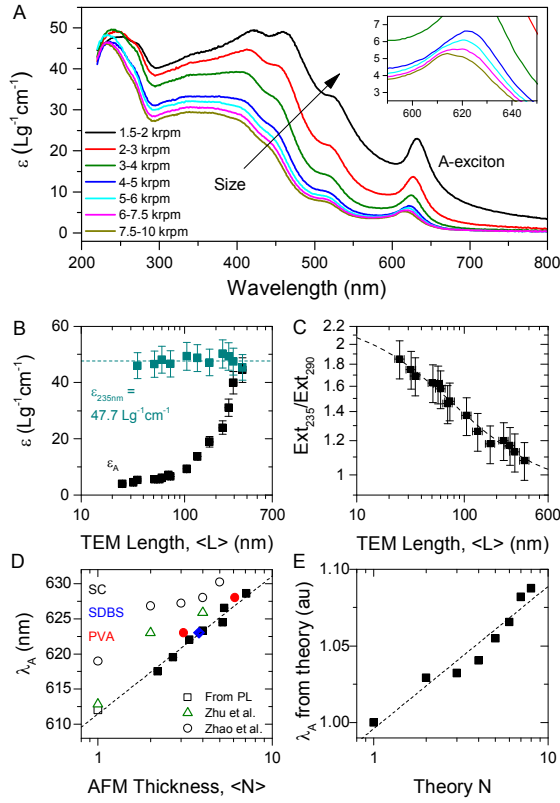 A
ε (Lg⁻¹cm⁻¹)
60
50
40
30
20
10
0
1.5-2 krpm
2-3 krpm
3-4 krpm
4-5 krpm
5-6 krpm
6-7.5 krpm
7.5-10 krpm
Size
A-exciton
7
6
5
4
3
600 620 640
200 300 400 500 600 700 800
Wavelength (nm)
B
ε (Lg⁻¹cm⁻¹)
60
40
20
0
ε235nm =
47.7 Lg⁻¹cm⁻¹
εA
10 100 700
TEM Length, <L> (nm)
C
Ext235/Ext290
2.2
2
1.8
1.6
1.4
1.2
1
10 100 600
TEM Length, <L> (nm)
D
λA (nm)
630
620
610
SC
SDBS
PVA
From PL
Zhu et al.
Zhao et al.
1 10
AFM Thickness, <N>
E
λA from theory (au)
1.10
1.05
1.00
1 10
Theory N